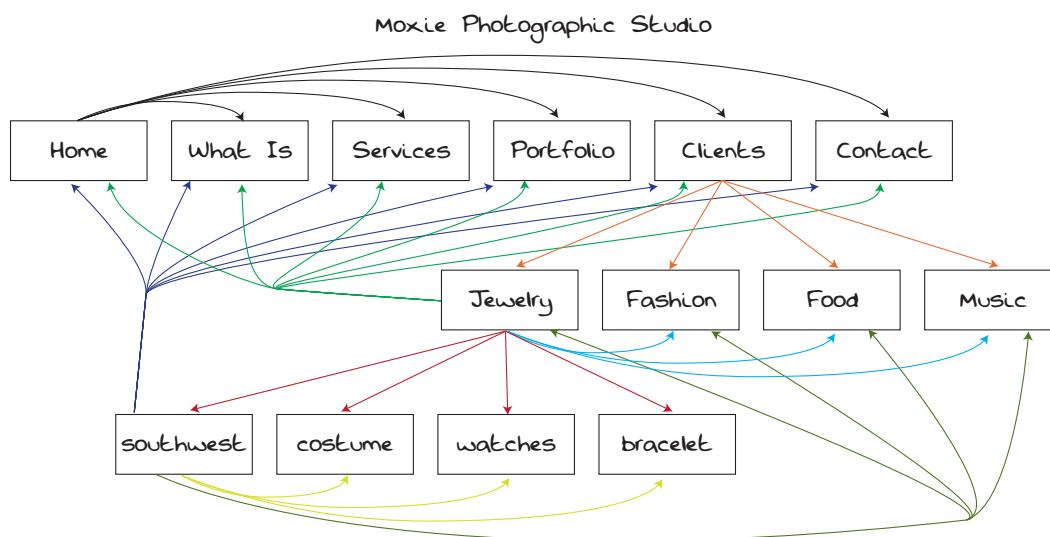 Moxie Photographic Studio
Home
What Is
Services
Portfolio
Clients
Contact
Jewelry
Fashion
Food
Music
southwest
costume
watches
bracelet